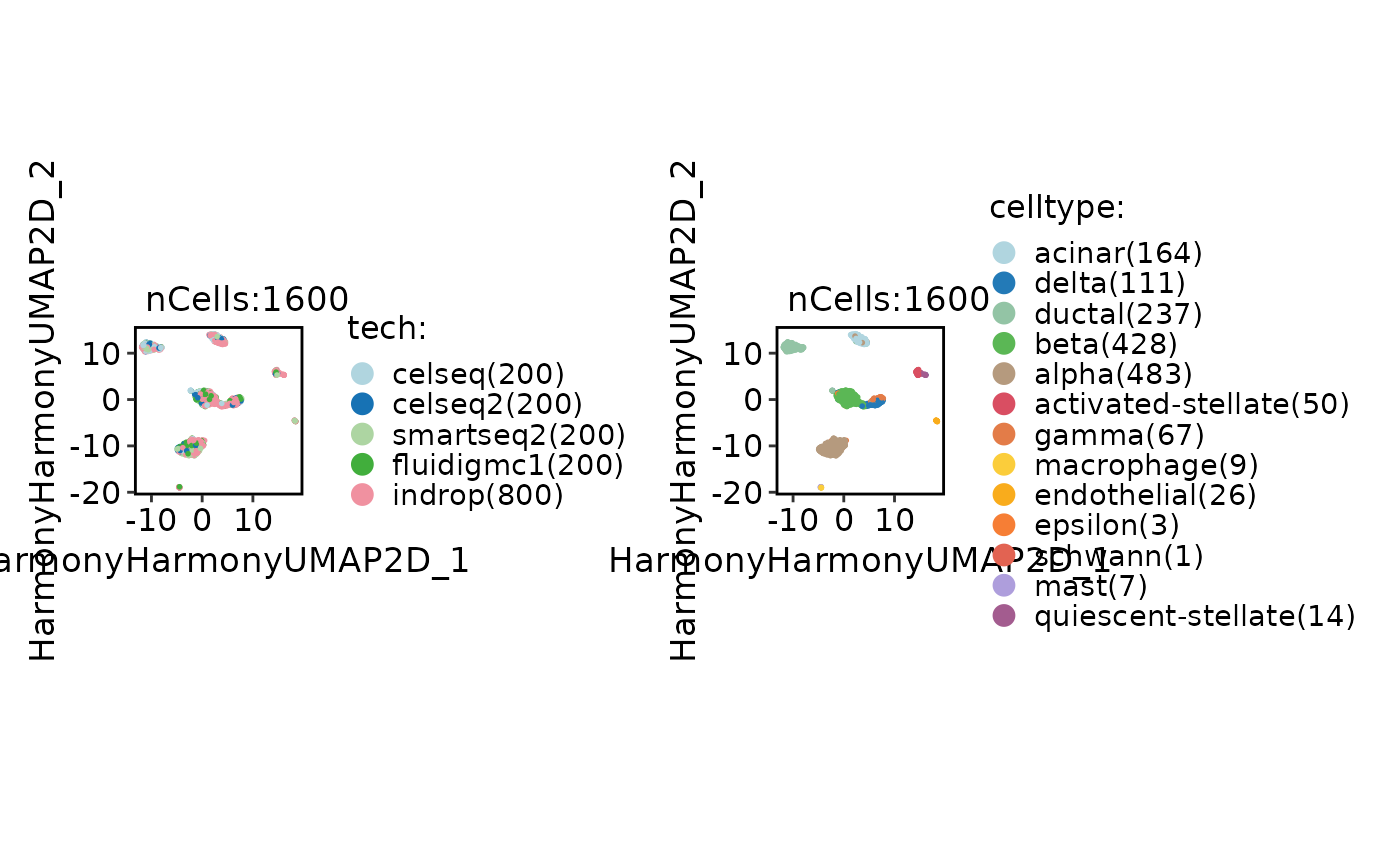 HarmonyHarmonyUMAP2D_2
nCells:1600
10
0
-10
-20
-10 0 10
armonyHarmonyUMAP2D_1
tech:
celseq(200)
celseq2(200)
smartseq2(200)
fluidigmc1(200)
indrop(800)
HarmonyHarmonyUMAP2D_2
nCells:1600
10
0
-10
-20
-10 0 10
HarmonyHarmonyUMAP2D_1
celltype:
acinar(164)
delta(111)
ductal(237)
beta(428)
alpha(483)
activated-stellate(50)
gamma(67)
macrophage(9)
endothelial(26)
epsilon(3)
schwann(1)
mast(7)
quiescent-stellate(14)